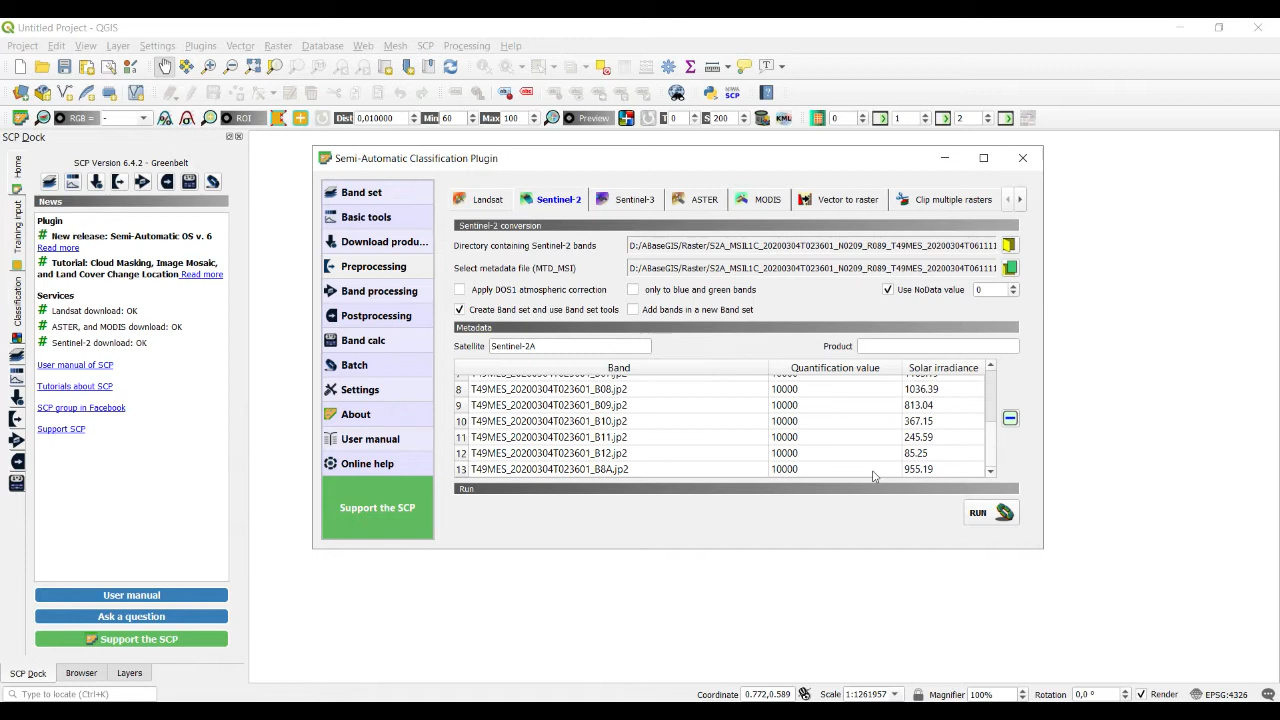 Untitled Project - QGIS
Project Edit View Layer Settings Plugins Vector Raster Database Web Mesh SCP Processing Help
RGB = - ROI Dist 0,010000 Min 60 Max 100 Preview T 0 S 200 KML 0 1 2
SCP Dock
SCP Version 6.4.2 - Greenbelt
News
Plugin
# New release: Semi-Automatic OS v. 6
Read more
# Tutorial: Cloud Masking, Image Mosaic,
and Land Cover Change Location Read more
Services
# Landsat download: OK
# ASTER, and MODIS download: OK
# Sentinel-2 download: OK
User manual of SCP
Tutorials about SCP
SCP group in Facebook
Support SCP
User manual
Ask a question
Support the SCP
SCP Dock Browser Layers
Home
Training input
Classification
Semi-Automatic Classification Plugin
Band set
Basic tools
Download produ...
Preprocessing
Band processing
Postprocessing
Band calc
Batch
Settings
About
User manual
Online help
Support the SCP
Landsat Sentinel-2 Sentinel-3 ASTER MODIS Vector to raster Clip multiple rasters
Sentinel-2 conversion
Directory containing Sentinel-2 bands D:/ABaseGIS/Raster/S2A_MSIL1C_20200304T023601_N0209_R089_T49MES_20200304T061111
Select metadata file (MTD_MSI) D:/ABaseGIS/Raster/S2A_MSIL1C_20200304T023601_N0209_R089_T49MES_20200304T061111
Apply DOS1 atmospheric correction only to blue and green bands Use NoData value 0
Create Band set and use Band set tools Add bands in a new Band set
Metadata
Satellite Sentinel-2A Product
Band Quantification value Solar irradiance
8 T49MES_20200304T023601_B08.jp2 10000 1036.39
9 T49MES_20200304T023601_B09.jp2 10000 813.04
10 T49MES_20200304T023601_B10.jp2 10000 367.15
11 T49MES_20200304T023601_B11.jp2 10000 245.59
12 T49MES_20200304T023601_B12.jp2 10000 85.25
13 T49MES_20200304T023601_B8A.jp2 10000 955.19
Run
RUN
Type to locate (Ctrl+K) Coordinate 0.772,0.589 Scale 1:1261957 Magnifier 100% Rotation 0,0 ° Render EPSG:4326